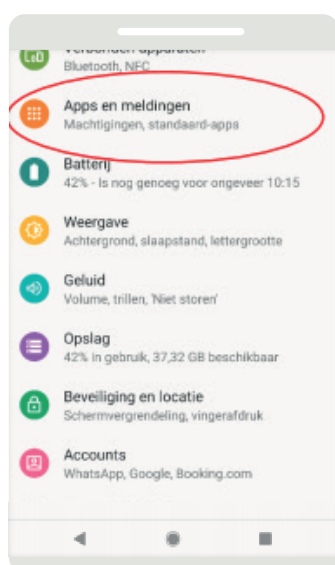 Verbonden apparaten
Bluetooth, NFC
Apps en meldingen
Machtigingen, standaard-apps
Batterij
42% - Is nog genoeg voor ongeveer 10:15
Weergave
Achtergrond, slaapstand, lettergrootte
Geluid
Volume, trillen, 'Niet storen'
Opslag
42% in gebruik, 37,32 GB beschikbaar
Beveiliging en locatie
Schermvergrendeling, vingerafdruk
Accounts
WhatsApp, Google, Booking.com